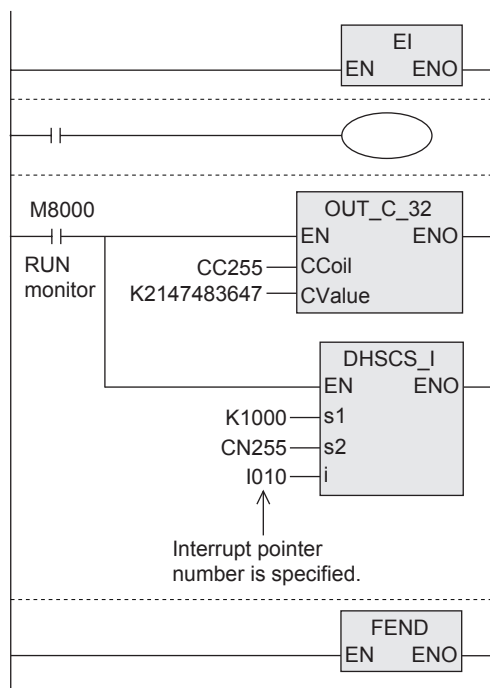 EI
EN ENO
M8000
RUN
monitor
OUT_C_32
EN ENO
CC255 CCoil
K2147483647 CValue
DHSCS_I
EN ENO
K1000 s1
CN255 s2
I010 i
Interrupt pointer
number is specified.
FEND
EN ENO